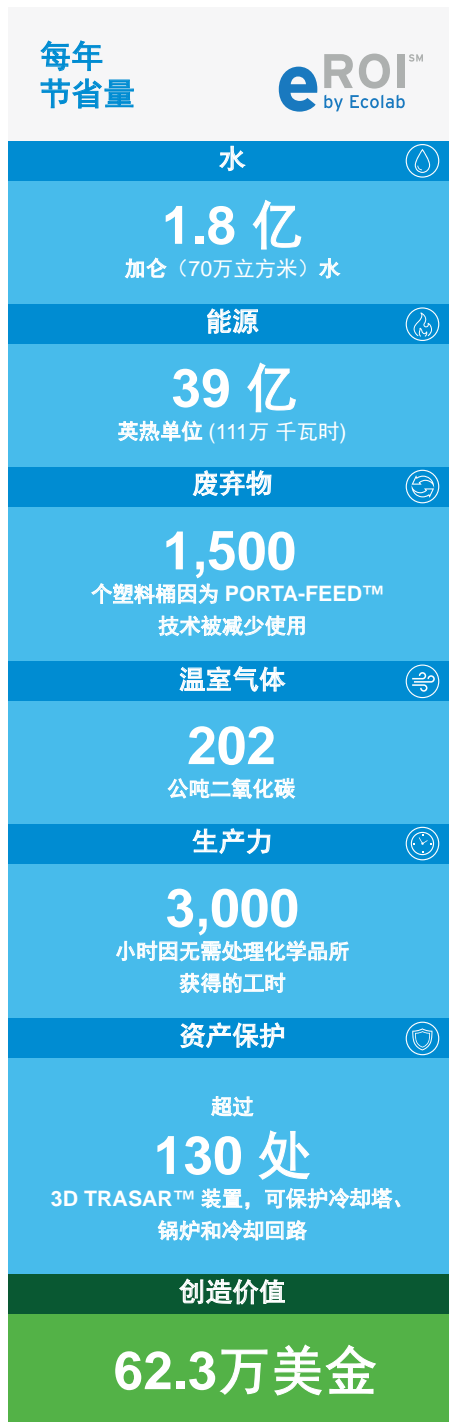 每年
节省量
eROI℠
by Ecolab
水
1.8 亿
加仑（70万立方米）水
能源
39 亿
英热单位 (111万 千瓦时)
废弃物
1,500
个塑料桶因为 PORTA-FEED™
技术被减少使用
温室气体
202
公吨二氧化碳
生产力
3,000
小时因无需处理化学品所
获得的工时
资产保护
超过
130 处
3D TRASAR™ 装置，可保护冷却塔、
锅炉和冷却回路
创造价值
62.3万美金